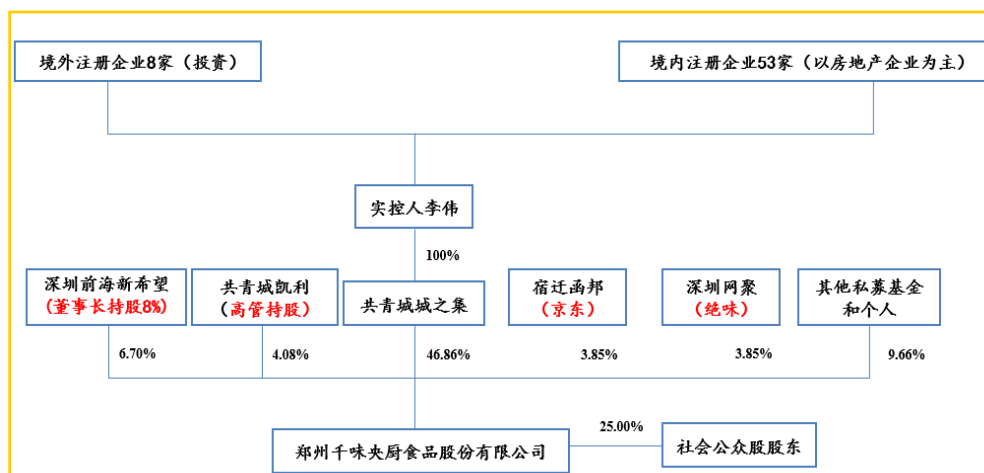 境外注册企业8家（投资）
境内注册企业53家（以房地产企业为主）
实控人李伟
100%
深圳前海新希望
(董事长持股8%)
共青城凯利
（高管持股）
共青城城之集
宿迁函邦
（京东）
深圳网聚
（绝味）
其他私募基金
和个人
6.70%
4.08%
46.86%
3.85%
3.85%
9.66%
25.00%
郑州千味央厨食品股份有限公司
社会公众股股东